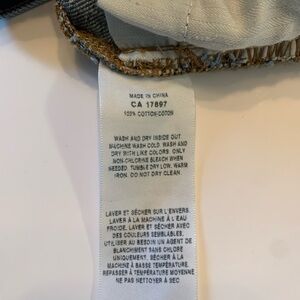 MADE IN CHINA
CA 17897
100% COTTON/COTON
WASH AND DRY INSIDE OUT.
MACHINE WASH COLD. WASH AND
DRY WITH LIKE COLORS. ONLY
NON-CHLORINE BLEACH WHEN
NEEDED. TUMBLE DRY LOW. WARM
IRON. DO NOT DRY CLEAN.
LAVER ET SÉCHER SUR L'ENVERS.
LAVER À LA MACHINE À L'EAU
FROIDE. LAVER ET SÉCHER AVEC
DES COULEURS SEMBLABLES.
UTILISER AU BESOIN UN AGENT DE
BLANCHIMENT SANS CHLORE
UNIQUEMENT. SÉCHER À LA
MACHINE À BASSE TEMPÉRATURE.
REPASSER À TEMPÉRATURE MOYENNE.
NE PAS NETTOYER À SEC